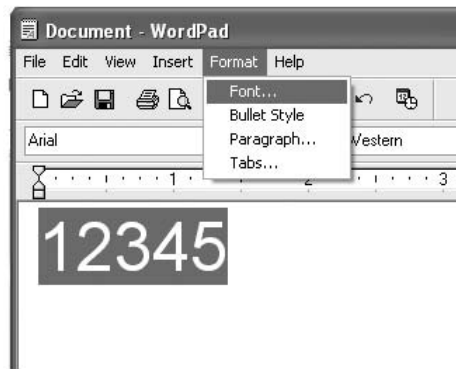 Document - WordPad
File Edit View Insert Format Help
Font...
Bullet Style
Paragraph...
Tabs...
Arial
Western
1 2 3
12345